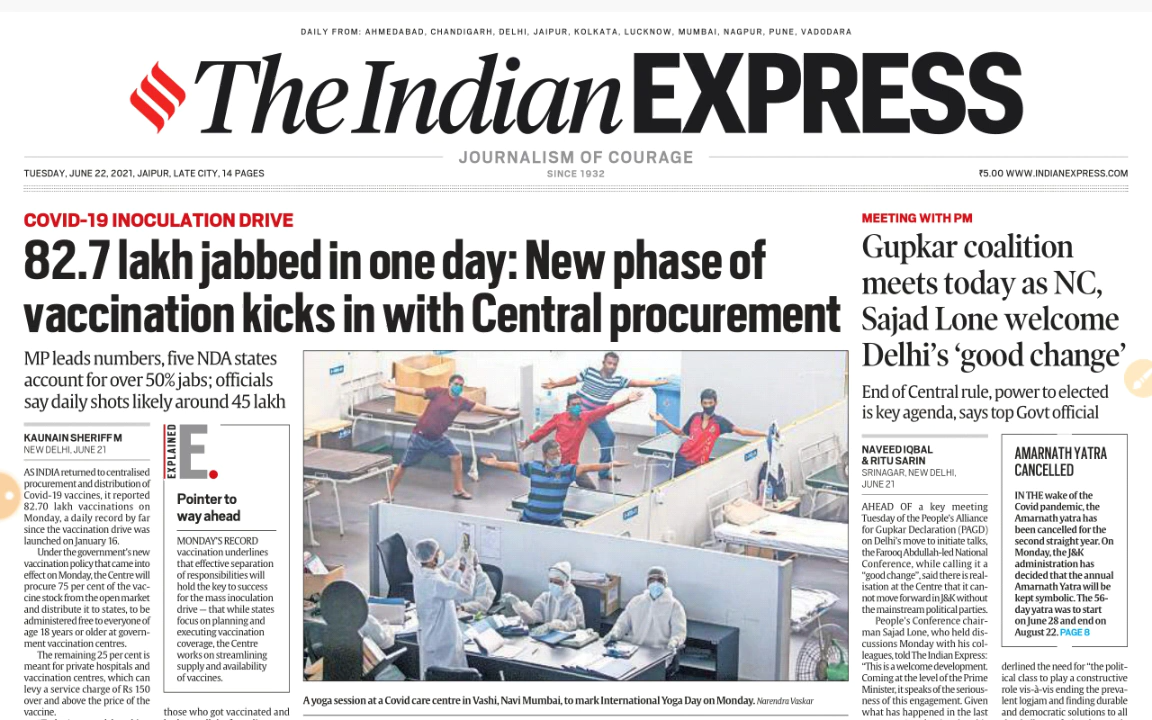 DAILY FROM: AHMEDABAD, CHANDIGARH, DELHI, JAIPUR, KOLKATA, LUCKNOW, MUMBAI, NAGPUR, PUNE, VADODARA
The Indian EXPRESS
JOURNALISM OF COURAGE
SINCE 1932
TUESDAY, JUNE 22, 2021, JAIPUR, LATE CITY, 14 PAGES
₹5.00 WWW.INDIANEXPRESS.COM
COVID-19 INOCULATION DRIVE
82.7 lakh jabbed in one day: New phase of
vaccination kicks in with Central procurement
MP leads numbers, five NDA states
account for over 50% jabs; officials
say daily shots likely around 45 lakh
KAUNAIN SHERIFF M
NEW DELHI, JUNE 21
AS INDIA returned to centralised
procurement and distribution of
Covid-19 vaccines, it reported
82.70 lakh vaccinations on
Monday, a daily record by far
since the vaccination drive was
launched on January 16.
Under the government's new
vaccination policy that came into
effect on Monday, the Centre will
procure 75 per cent of the vac-
cine stock from the open market
and distribute it to states, to be
administered free to everyone of
age 18 years or older at govern-
ment vaccination centres.
The remaining 25 per cent is
meant for private hospitals and
vaccination centres, which can
levy a service charge of Rs 150
over and above the price of the
vaccine.
EXPLAINED
E.
Pointer to
way ahead
MONDAY'S RECORD
vaccination underlines
that effective separation
of responsibilities will
hold the key to success
for the mass inoculation
drive — that while states
focus on planning and
executing vaccination
coverage, the Centre
works on streamlining
supply and availability
of vaccines.
those who got vaccinated and
A yoga session at a Covid care centre in Vashi, Navi Mumbai, to mark International Yoga Day on Monday. Narendra Vaskar
MEETING WITH PM
Gupkar coalition
meets today as NC,
Sajad Lone welcome
Delhi's 'good change'
End of Central rule, power to elected
is key agenda, says top Govt official
NAVEED IQBAL
& RITU SARIN
SRINAGAR, NEW DELHI,
JUNE 21
AHEAD OF a key meeting
Tuesday of the People's Alliance
for Gupkar Declaration (PAGD)
on Delhi's move to initiate talks,
the Farooq Abdullah-led National
Conference, while calling it a
"good change", said there is real-
isation at the Centre that it can-
not move forward in J&K without
the mainstream political parties.
People's Conference chair-
man Sajad Lone, who held dis-
cussions Monday with his col-
leagues, told The Indian Express:
"This is a welcome development.
Coming at the level of the Prime
Minister, it speaks of the serious-
ness of this engagement. Given
what has happened in the last
AMARNATH YATRA
CANCELLED
IN THE wake of the
Covid pandemic, the
Amarnath yatra has
been cancelled for the
second straight year. On
Monday, the J&K
administration has
decided that the annual
Amarnath Yatra will be
kept symbolic. The 56-
day yatra was to start
on June 28 and end on
August 22. PAGE 8
derlined the need for "the polit-
ical class to play a constructive
role vis-à-vis ending the preva-
lent logjam and finding durable
and democratic solutions to all